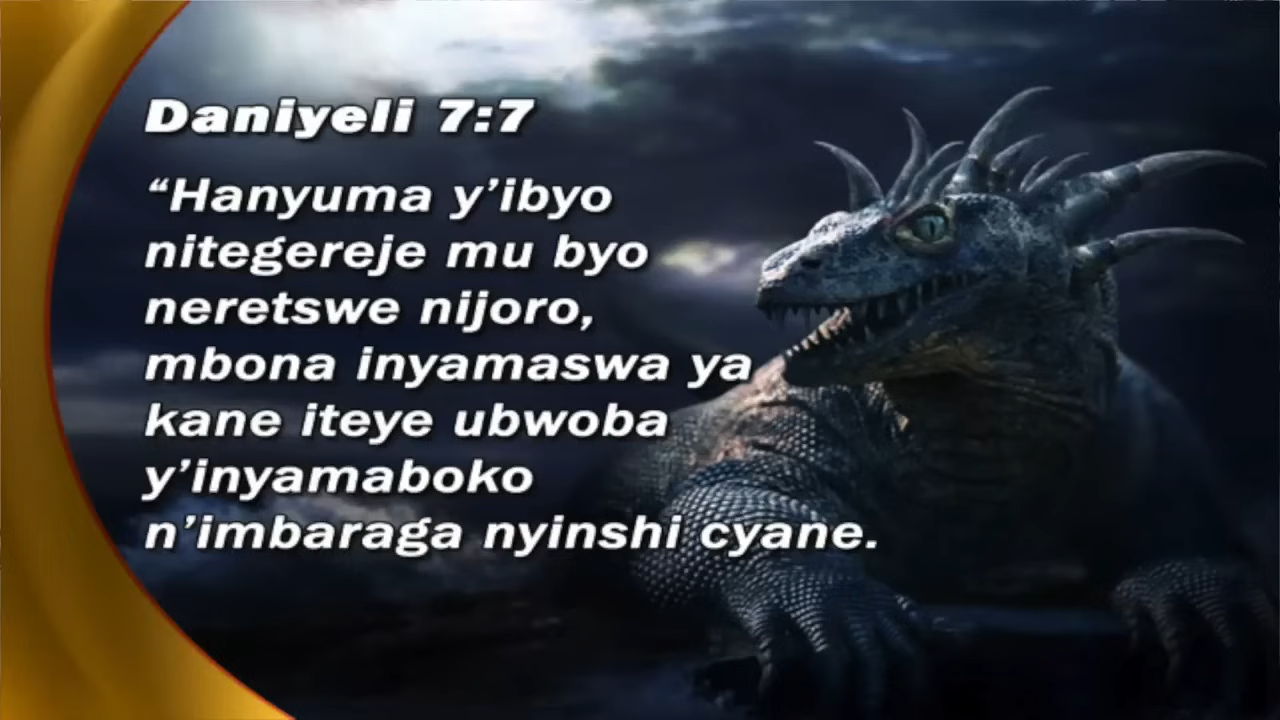 Daniyeli 7:7
“Hanyuma y’ibyo
nitegereje mu byo
neretswe nijoro,
mbona inyamaswa ya
kane iteye ubwoba
y’inyamaboko
n’imbaraga nyinshi cyane.